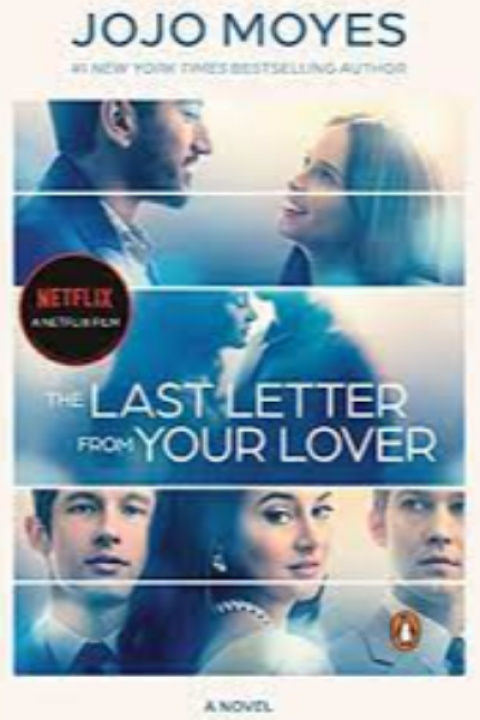 JOJO MOYES
#1 NEW YORK TIMES BESTSELLING AUTHOR
NETFLIX
A NETFLIX FILM
THE LAST LETTER
FROM YOUR LOVER
A NOVEL